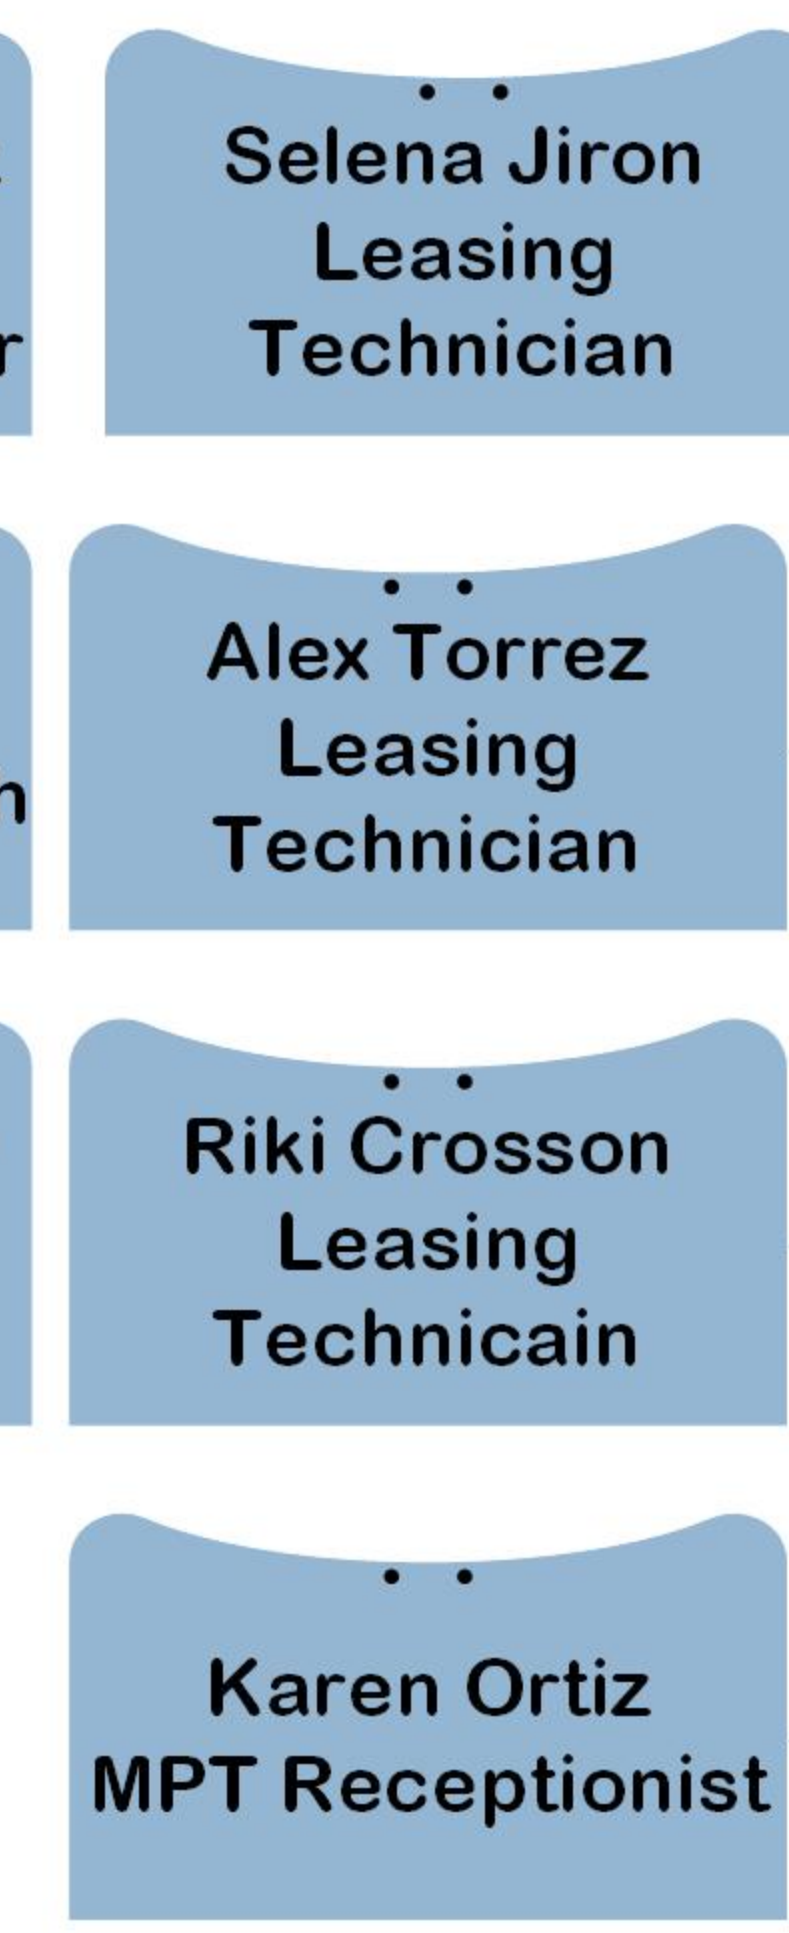 Selena Jiron
Leasing
Technician
Alex Torrez
Leasing
Technician
Riki Crosson
Leasing
Technicain
Karen Ortiz
MPT Receptionist